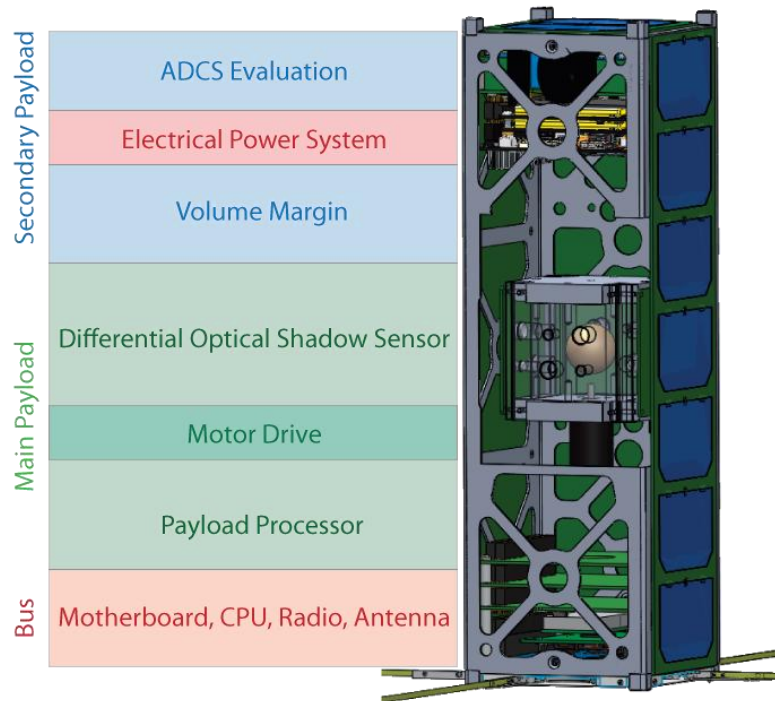 Secondary Payload
ADCS Evaluation
Electrical Power System
Volume Margin
Main Payload
Differential Optical Shadow Sensor
Motor Drive
Payload Processor
Bus
Motherboard, CPU, Radio, Antenna